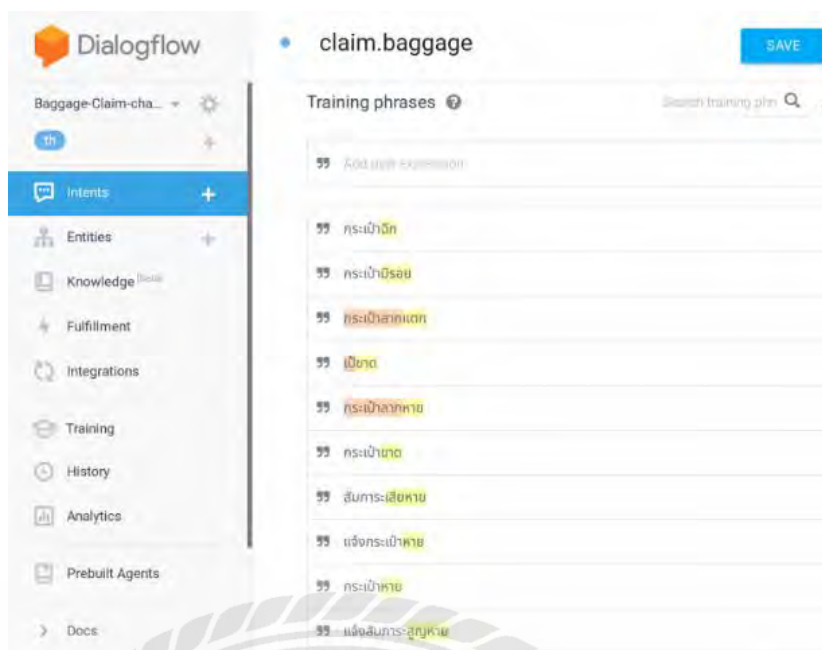 Dialogflow
claim.baggage
SAVE
Baggage-Claim-cha...
th
Training phrases
Search training phr
Add user expression
Intents
Entities
Knowledge
Fulfillment
Integrations
Training
History
Analytics
Prebuilt Agents
Docs
กระเป๋าฉีก
กระเป๋ามีรอย
กระเป๋าลากแตก
เป้ขาด
กระเป๋าลากหาย
กระเป๋าขาด
สัมภาระเสียหาย
แจ้งกระเป๋าหาย
กระเป๋าหาย
แจ้งสัมภาระสูญหาย